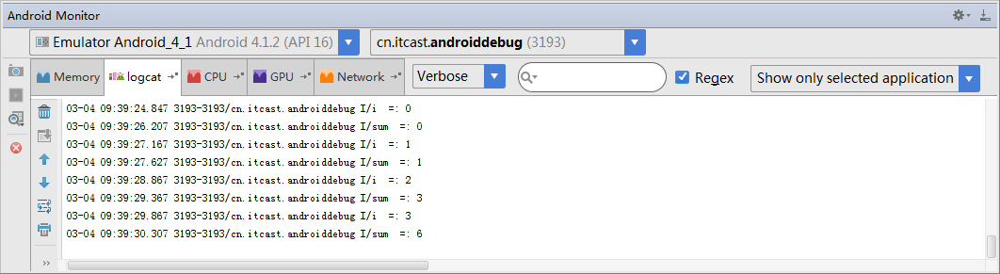 Android Monitor
Emulator Android_4_1 Android 4.1.2 (API 16)
cn.itcast.androiddebug (3193)
Memory
logcat
CPU
GPU
Network
Verbose
Regex
Show only selected application
03-04 09:39:24.847 3193-3193/cn.itcast.androiddebug I/i =: 0
03-04 09:39:26.207 3193-3193/cn.itcast.androiddebug I/sum =: 0
03-04 09:39:27.167 3193-3193/cn.itcast.androiddebug I/i =: 1
03-04 09:39:27.627 3193-3193/cn.itcast.androiddebug I/sum =: 1
03-04 09:39:28.867 3193-3193/cn.itcast.androiddebug I/i =: 2
03-04 09:39:29.367 3193-3193/cn.itcast.androiddebug I/sum =: 3
03-04 09:39:29.867 3193-3193/cn.itcast.androiddebug I/i =: 3
03-04 09:39:30.307 3193-3193/cn.itcast.androiddebug I/sum =: 6